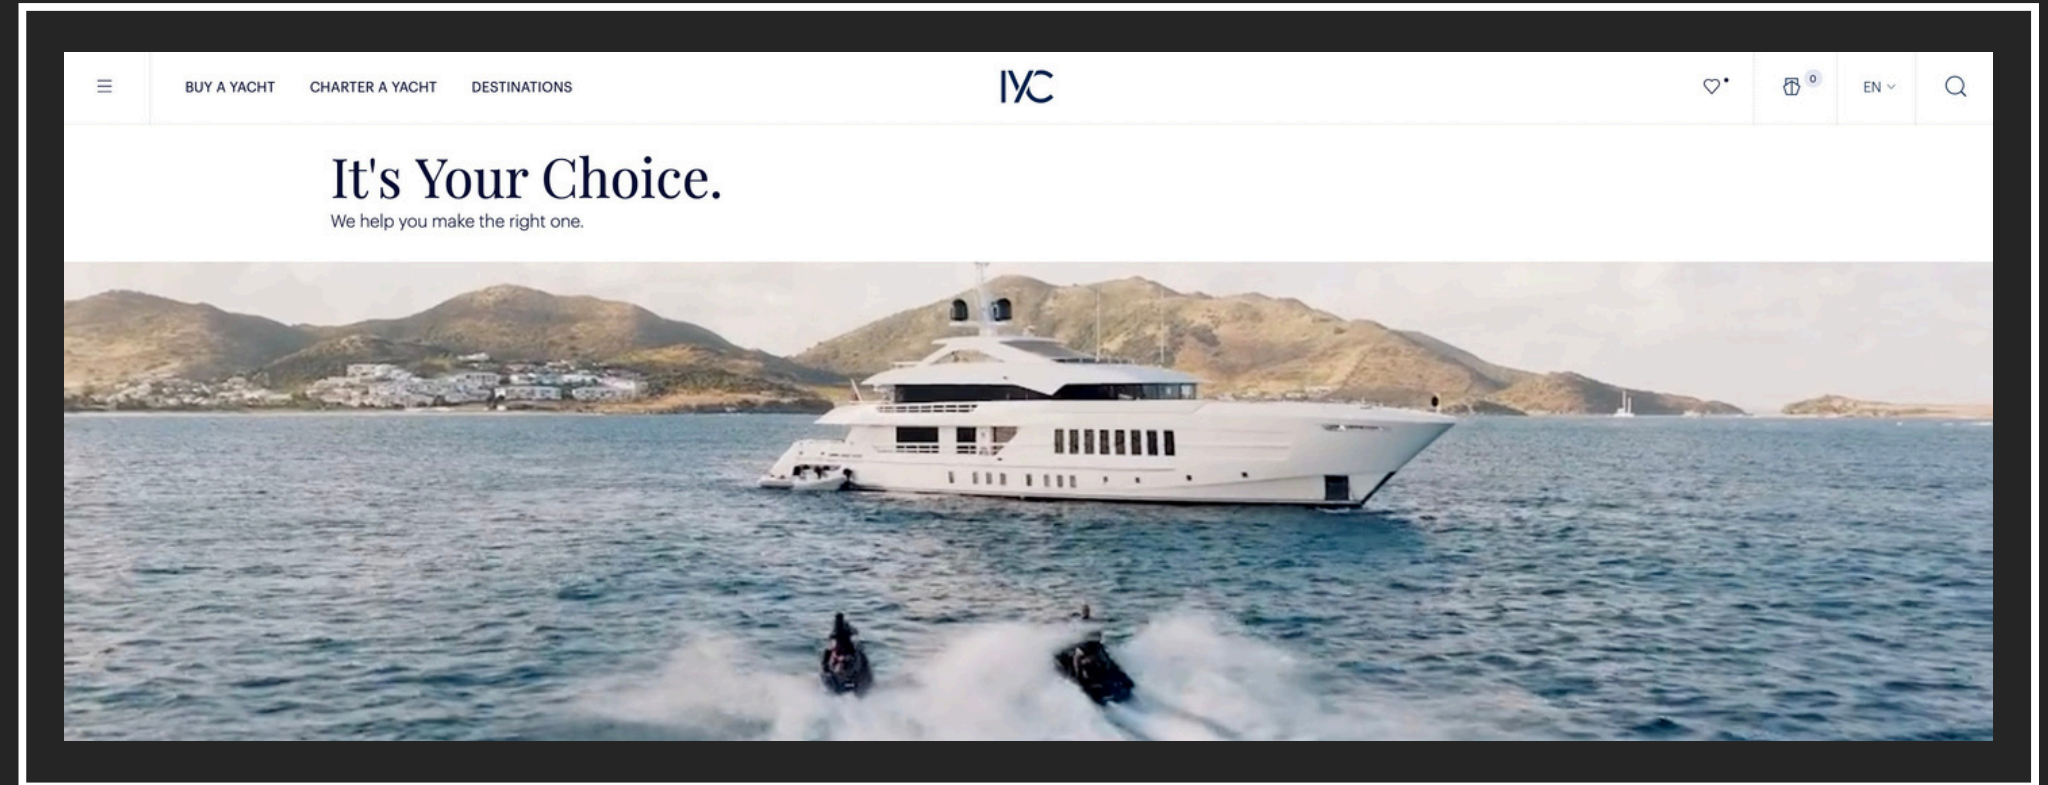 BUY A YACHT
CHARTER A YACHT
DESTINATIONS
IYC
0
EN
It's Your Choice.
We help you make the right one.